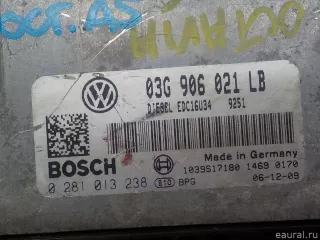 03G 906 021 LB
DIESEL EDC16U34 9251
BOSCH
Made in Germany
1039S17180 1469 0170
0 281 013 238 BPG 06-12-09
eaural.ru